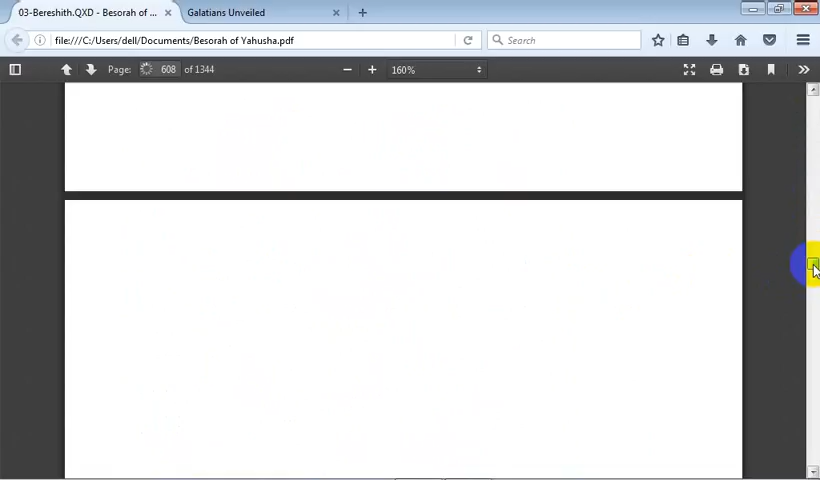 03-Bereshith.QXD - Besorah of ... Galatians Unveiled
file:///C:/Users/dell/Documents/Besorah of Yahusha.pdf Search
Page: 608 of 1344 160%